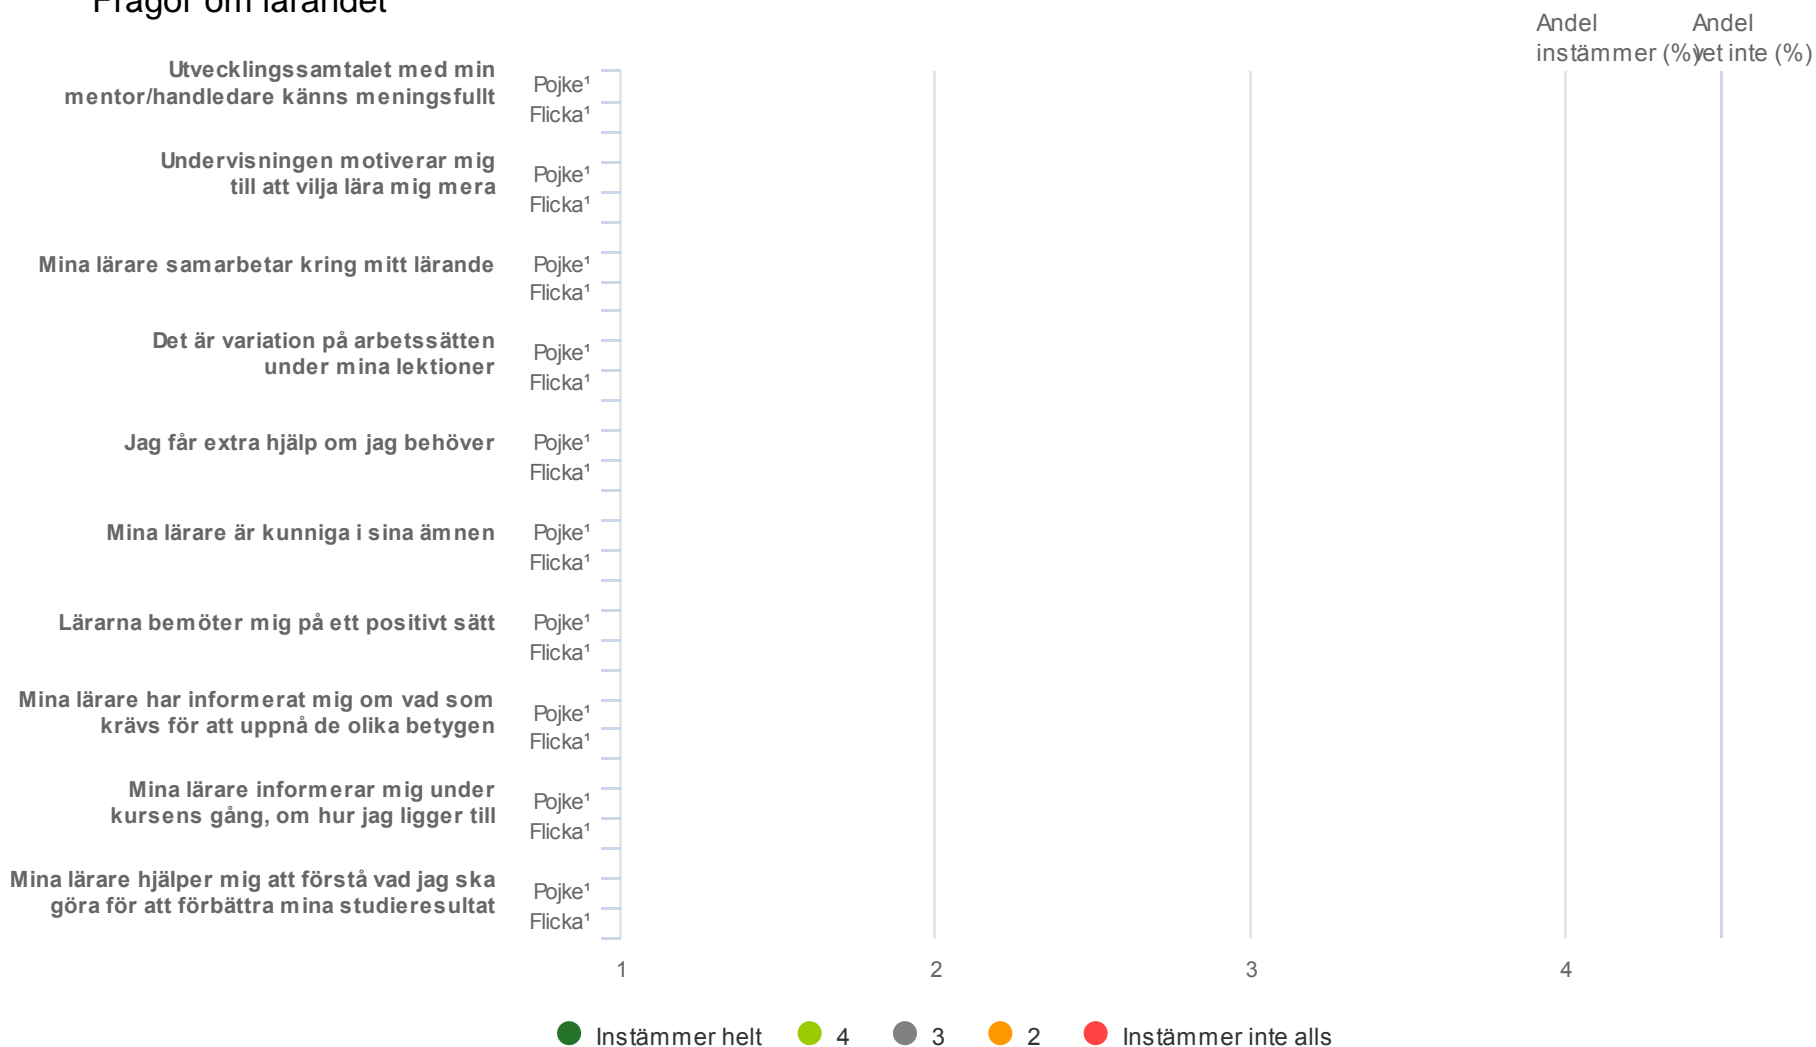 Frågor om lärandet
Andel
instämmer (%)
Andel
vet inte (%)
Utvecklingssamtalet med min
mentor/handledare känns meningsfullt
Pojke¹
Flicka¹
Undervisningen motiverar mig
till att vilja lära mig mera
Pojke¹
Flicka¹
Mina lärare samarbetar kring mitt lärande
Pojke¹
Flicka¹
Det är variation på arbetssätten
under mina lektioner
Pojke¹
Flicka¹
Jag får extra hjälp om jag behöver
Pojke¹
Flicka¹
Mina lärare är kunniga i sina ämnen
Pojke¹
Flicka¹
Lärarna bemöter mig på ett positivt sätt
Pojke¹
Flicka¹
Mina lärare har informerat mig om vad som
krävs för att uppnå de olika betygen
Pojke¹
Flicka¹
Mina lärare informerar mig under
kursens gång, om hur jag ligger till
Pojke¹
Flicka¹
Mina lärare hjälper mig att förstå vad jag ska
göra för att förbättra mina studieresultat
Pojke¹
Flicka¹
1 2 3 4
Instämmer helt 4 3 2 Instämmer inte alls